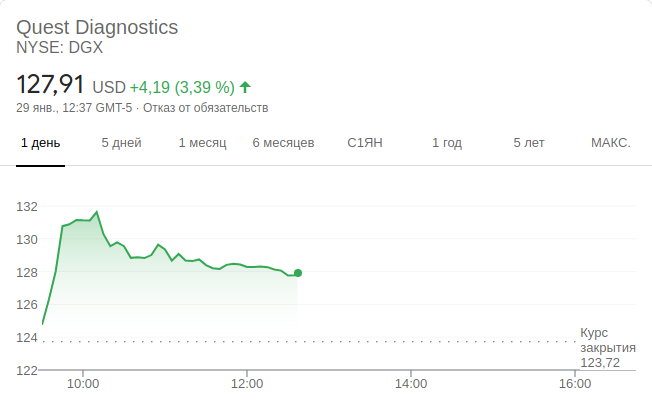 Quest Diagnostics
NYSE: DGX
127,91 USD +4,19 (3,39 %)
29 янв., 12:37 GMT-5 · Отказ от обязательств
1 день 5 дней 1 месяц 6 месяцев С1ЯН 1 год 5 лет МАКС.
132
130
128
126
124
122
Курс
закрытия
123,72
10:00 12:00 14:00 16:00